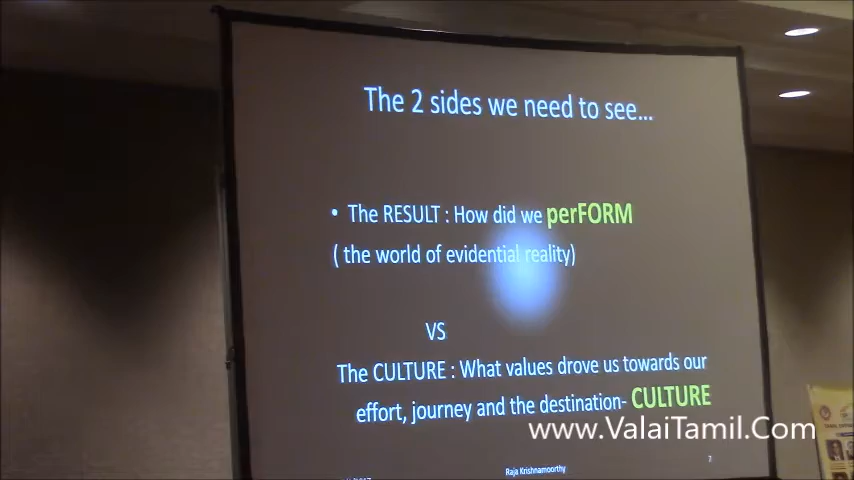 The 2 sides we need to see...
• The RESULT : How did we perFORM
( the world of evidential reality)
VS
The CULTURE : What values drove us towards our
effort, journey and the destination- CULTURE
www.ValaiTamil.Com
7
Raja Krishnamoorthy